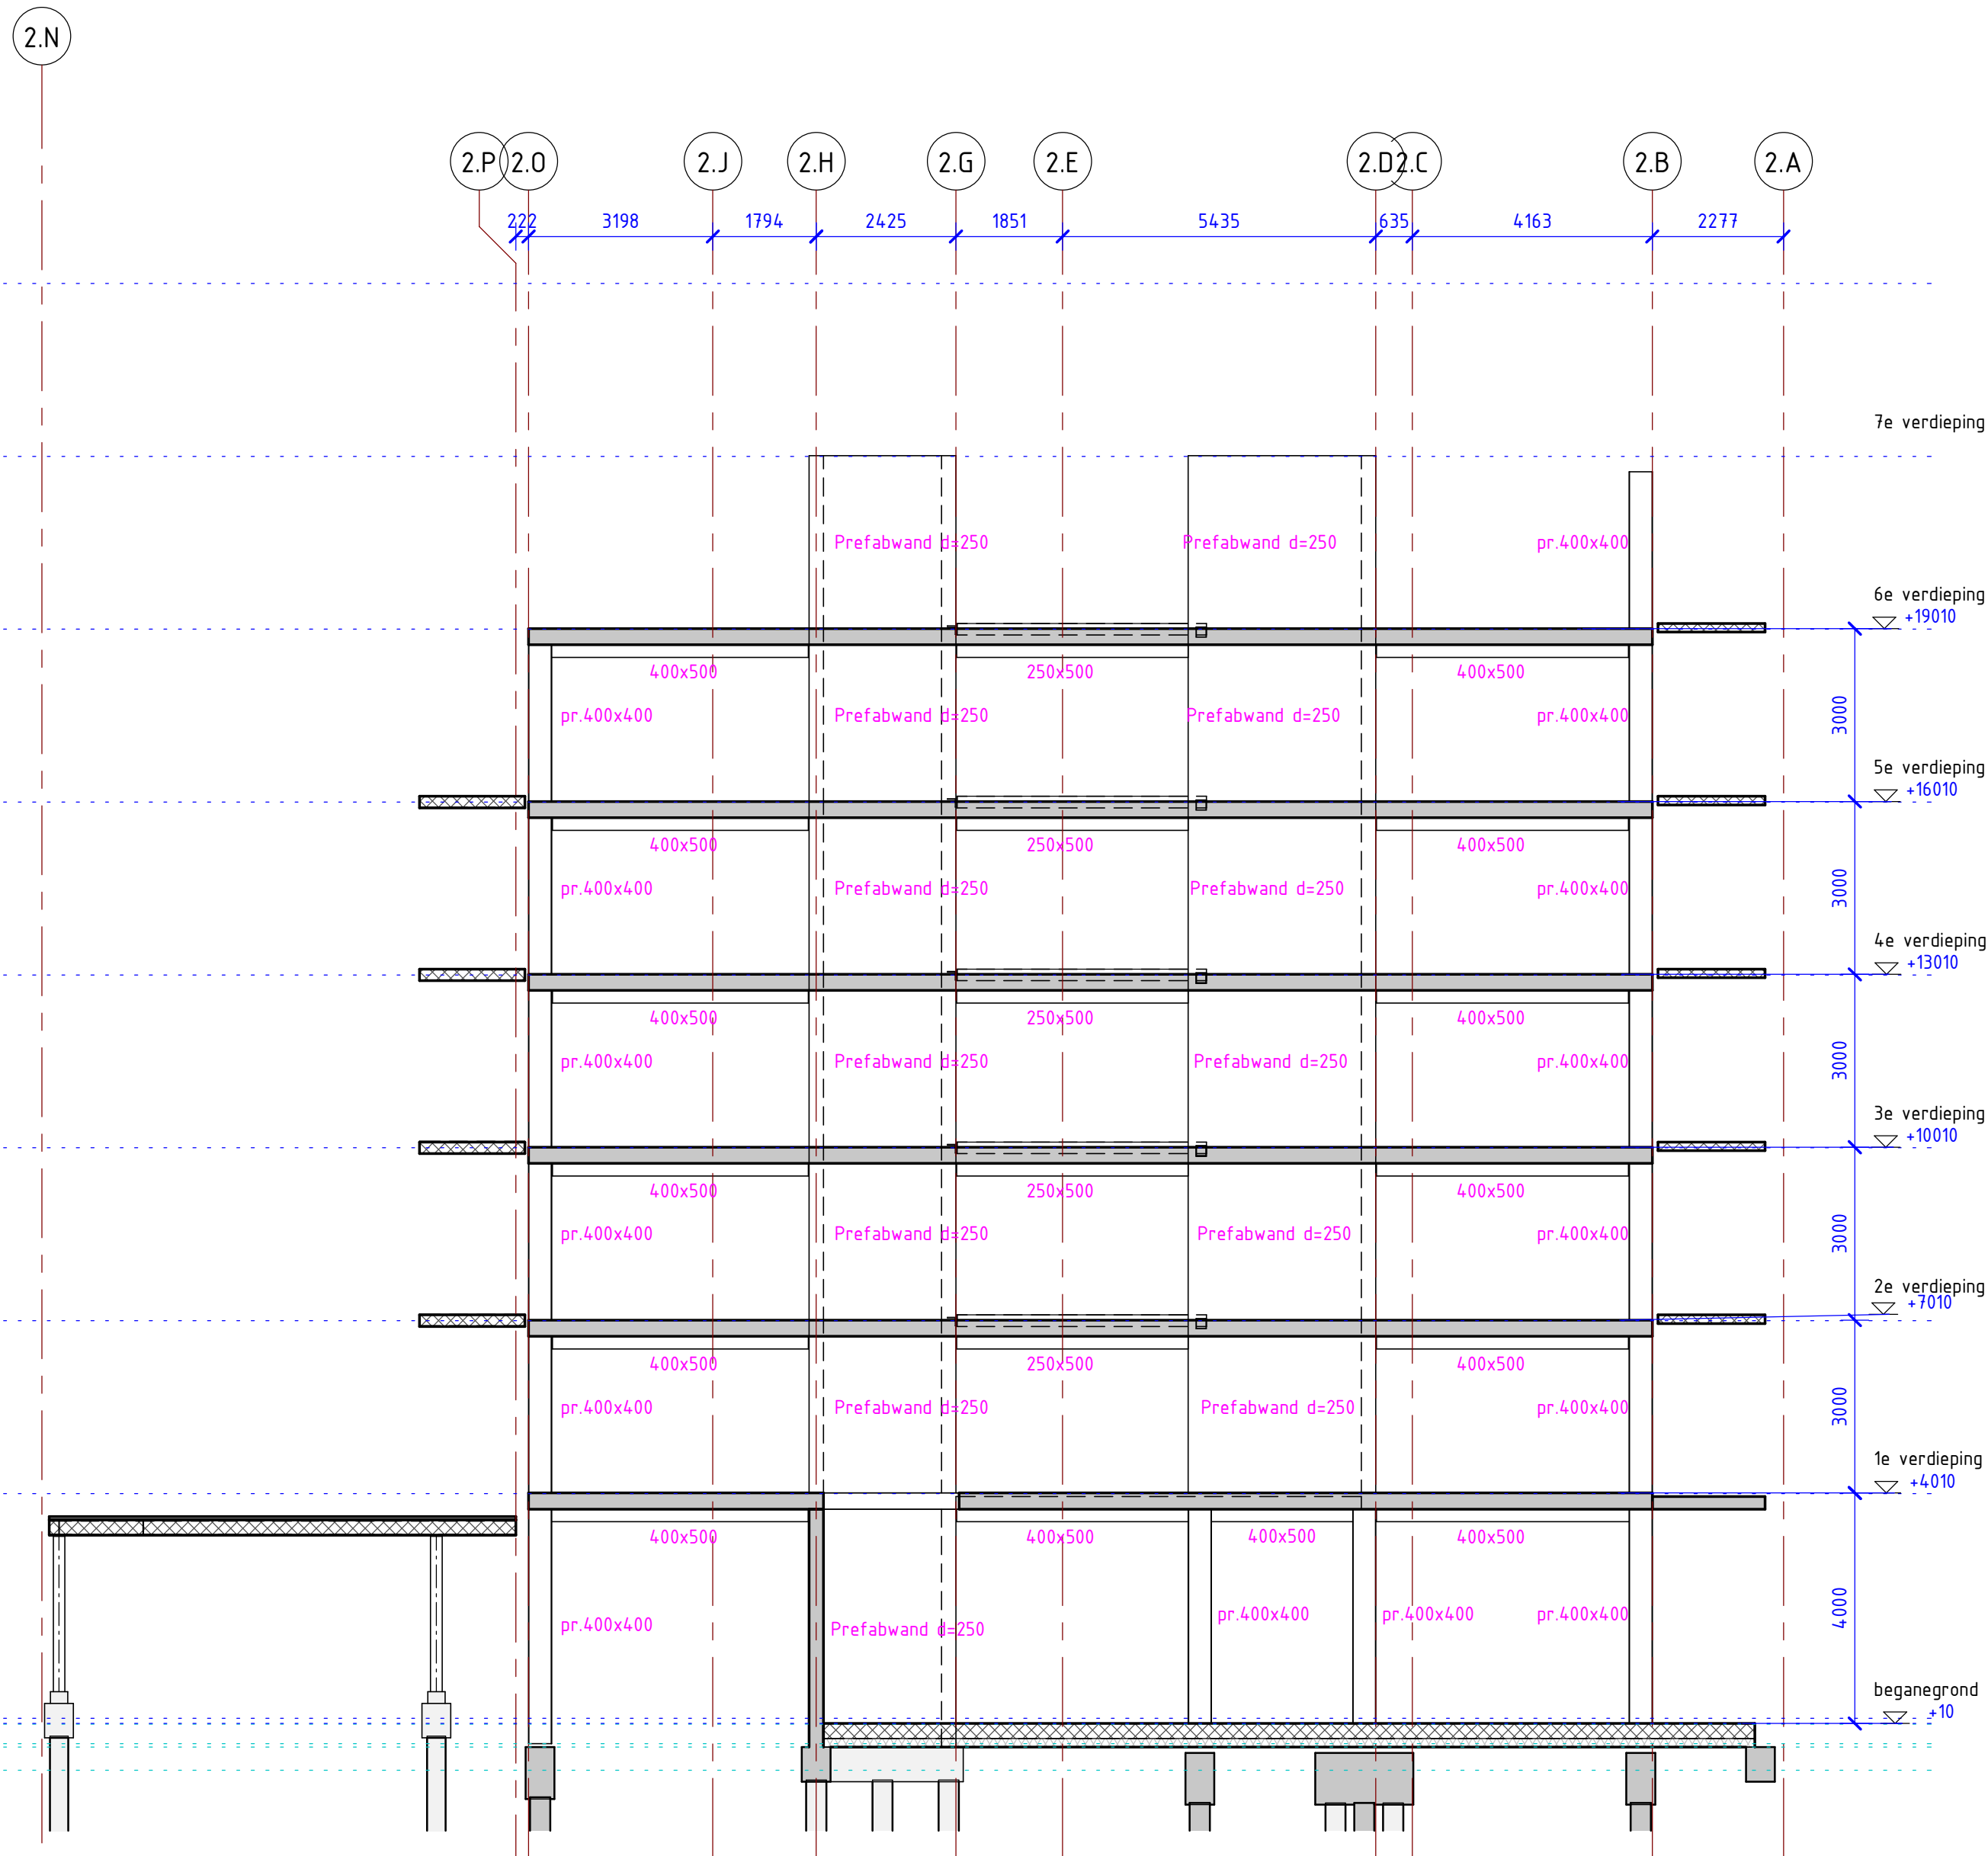 2.N
2.P 2.O 2.J 2.H 2.G 2.E 2.D 2.C 2.B 2.A
222 3198 1794 2425 1851 5435 635 4163 2277
7e verdieping
Prefabwand d=250 Prefabwand d=250 pr.400x400
6e verdieping
+19010
400x500 250x500 400x500
pr.400x400 Prefabwand d=250 Prefabwand d=250 pr.400x400 3000
5e verdieping
+16010
400x500 250x500 400x500
pr.400x400 Prefabwand d=250 Prefabwand d=250 pr.400x400 3000
4e verdieping
+13010
400x500 250x500 400x500
pr.400x400 Prefabwand d=250 Prefabwand d=250 pr.400x400 3000
3e verdieping
+10010
400x500 250x500 400x500
pr.400x400 Prefabwand d=250 Prefabwand d=250 pr.400x400 3000
2e verdieping
+7010
400x500 250x500 400x500
pr.400x400 Prefabwand d=250 Prefabwand d=250 pr.400x400 3000
1e verdieping
+4010
400x500 400x500 400x500 400x500
pr.400x400 Prefabwand d=250 pr.400x400 pr.400x400 pr.400x400 4000
beganegrond
+10